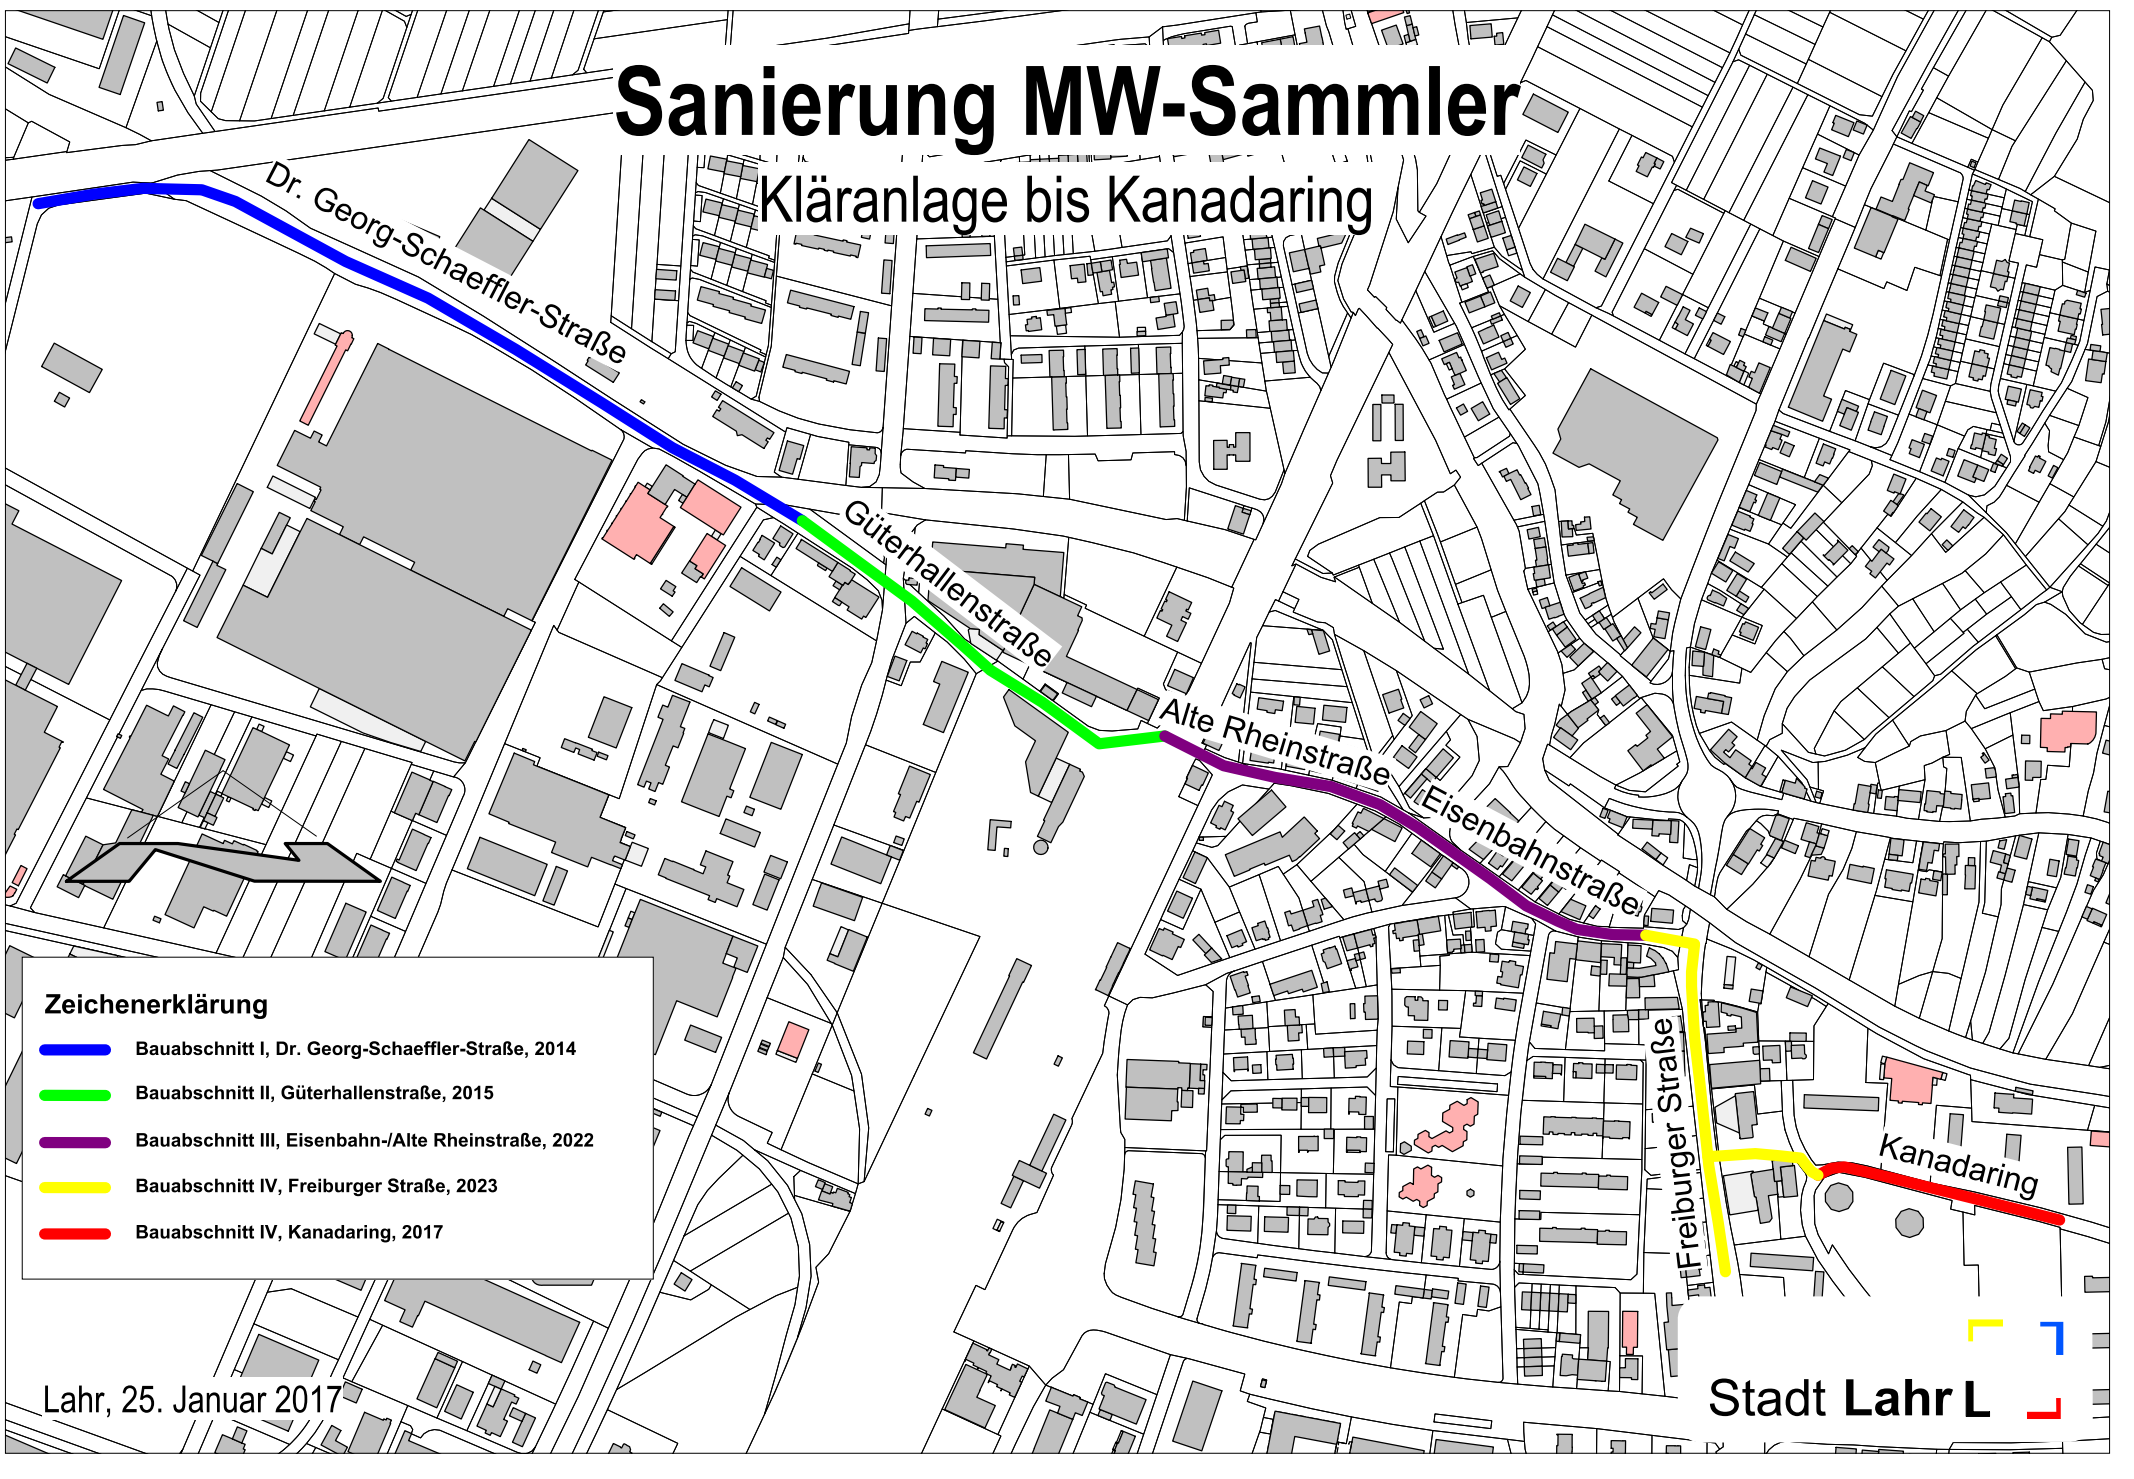 Sanierung MW-Sammler
Kläranlage bis Kanadaring
Dr. Georg-Schaeffler-Straße
Güterhallenstraße
Alte Rheinstraße
Eisenbahnstraße
Freiburger Straße
Kanadaring
Zeichenerklärung
Bauabschnitt I, Dr. Georg-Schaeffler-Straße, 2014
Bauabschnitt II, Güterhallenstraße, 2015
Bauabschnitt III, Eisenbahn-/Alte Rheinstraße, 2022
Bauabschnitt IV, Freiburger Straße, 2023
Bauabschnitt IV, Kanadaring, 2017
Lahr, 25. Januar 2017
Stadt Lahr L